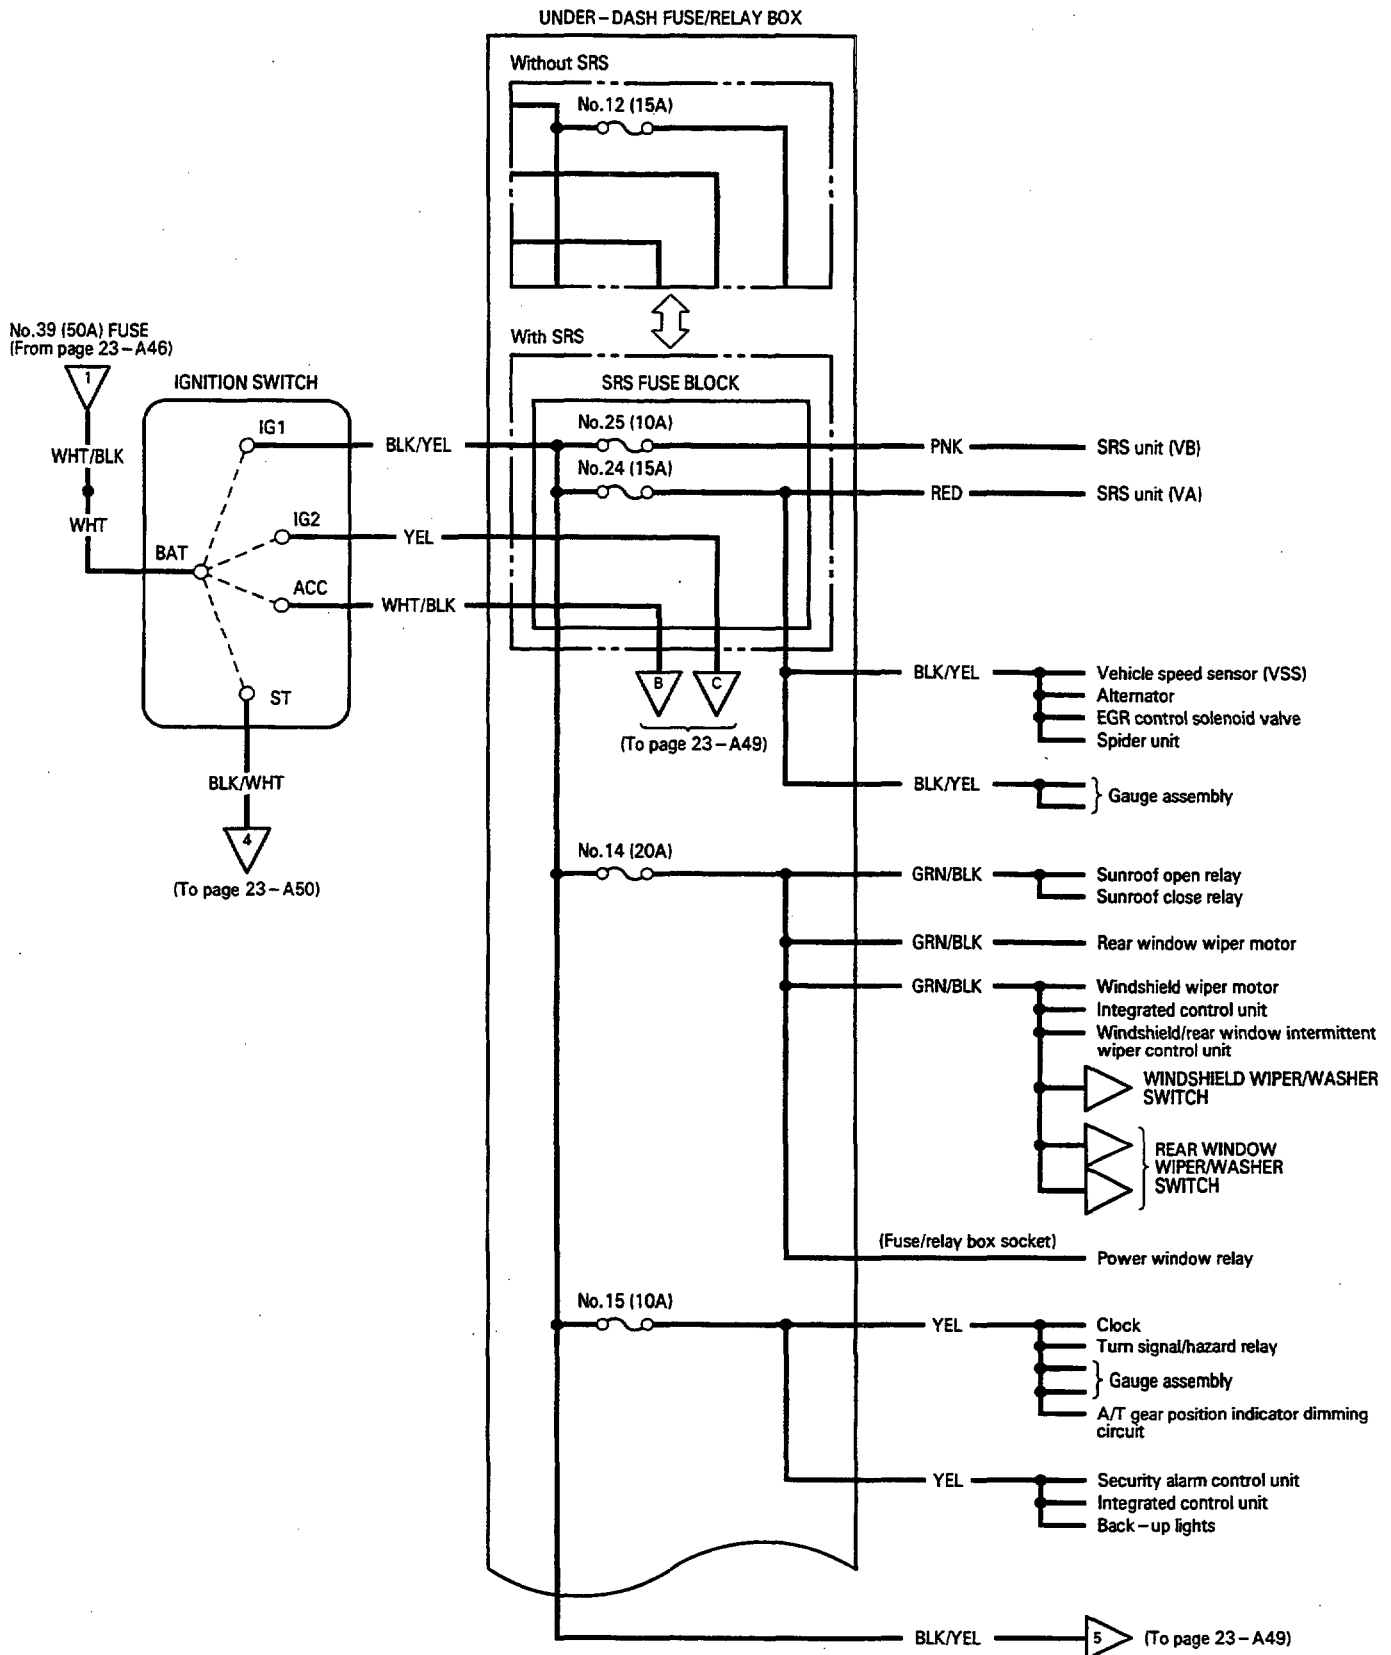 UNDER-DASH FUSE/RELAY BOX
Without SRS
No.12 (15A)
With SRS
SRS FUSE BLOCK
No.39 (50A) FUSE
(From page 23-A46)
1
WHT/BLK
WHT
IGNITION SWITCH
IG1
BAT
IG2
ACC
ST
BLK/YEL
YEL
WHT/BLK
BLK/WHT
4
(To page 23-A50)
No.25 (10A)
PNK
SRS unit (VB)
No.24 (15A)
RED
SRS unit (VA)
B
C
(To page 23-A49)
BLK/YEL
Vehicle speed sensor (VSS)
Alternator
EGR control solenoid valve
Spider unit
BLK/YEL
Gauge assembly
No.14 (20A)
GRN/BLK
Sunroof open relay
Sunroof close relay
GRN/BLK
Rear window wiper motor
GRN/BLK
Windshield wiper motor
Integrated control unit
Windshield/rear window intermittent
wiper control unit
WINDSHIELD WIPER/WASHER
SWITCH
REAR WINDOW
WIPER/WASHER
SWITCH
(Fuse/relay box socket)
Power window relay
No.15 (10A)
YEL
Clock
Turn signal/hazard relay
Gauge assembly
A/T gear position indicator dimming
circuit
YEL
Security alarm control unit
Integrated control unit
Back-up lights
BLK/YEL
5
(To page 23-A49)